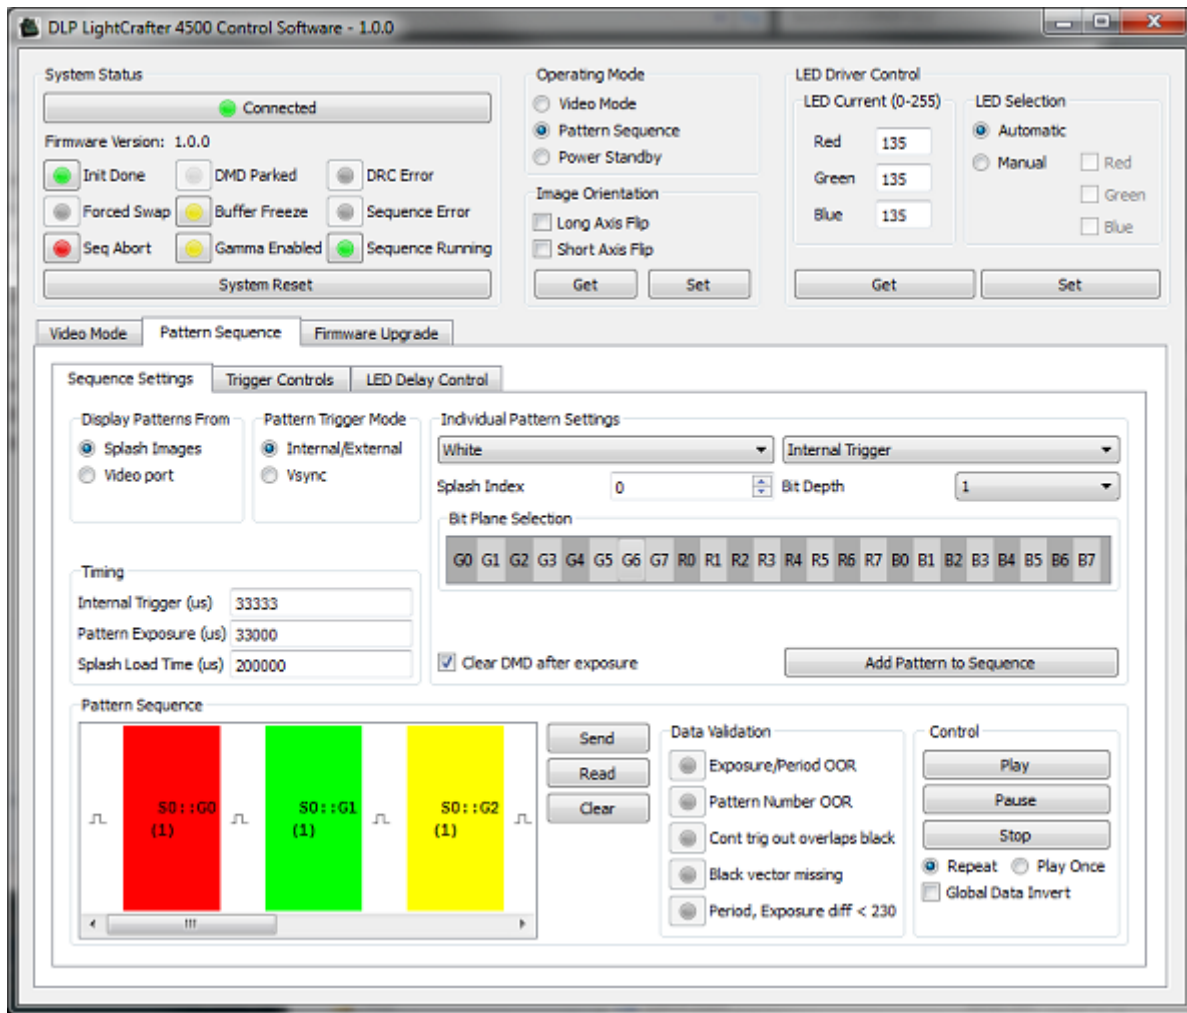 DLP LightCrafter 4500 Control Software - 1.0.0
System Status
Connected
Firmware Version: 1.0.0
Init Done DMD Parked DRC Error
Forced Swap Buffer Freeze Sequence Error
Seq Abort Gamma Enabled Sequence Running
System Reset
Operating Mode
Video Mode
Pattern Sequence
Power Standby
Image Orientation
Long Axis Flip
Short Axis Flip
Get Set
LED Driver Control
LED Current (0-255)
Red 135
Green 135
Blue 135
LED Selection
Automatic
Manual Red
Green
Blue
Get Set
Video Mode Pattern Sequence Firmware Upgrade
Sequence Settings Trigger Controls LED Delay Control
Display Patterns From
Splash Images
Video port
Pattern Trigger Mode
Internal/External
Vsync
Individual Pattern Settings
White Internal Trigger
Splash Index 0 Bit Depth 1
Bit Plane Selection
G0 G1 G2 G3 G4 G5 G6 G7 R0 R1 R2 R3 R4 R5 R6 R7 B0 B1 B2 B3 B4 B5 B6 B7
Timing
Internal Trigger (us) 33333
Pattern Exposure (us) 33000
Splash Load Time (us) 200000
Clear DMD after exposure Add Pattern to Sequence
Pattern Sequence
S0::G0 S0::G1 S0::G2
(1) (1) (1)
Send
Read
Clear
Data Validation
Exposure/Period OOR
Pattern Number OOR
Cont trig out overlaps black
Black vector missing
Period, Exposure diff < 230
Control
Play
Pause
Stop
Repeat Play Once
Global Data Invert